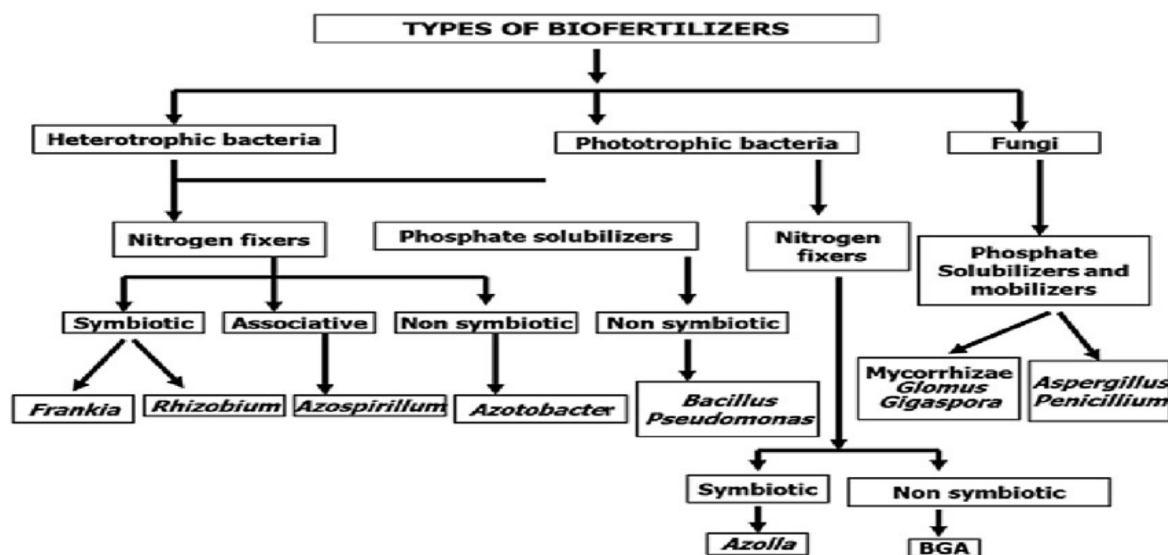 TYPES OF BIOFERTILIZERS
Heterotrophic bacteria
Phototrophic bacteria
Fungi
Nitrogen fixers
Phosphate solubilizers
Nitrogen
fixers
Phosphate
Solubilizers and
mobilizers
Symbiotic
Associative
Non symbiotic
Non symbiotic
Frankia
Rhizobium
Azospirillum
Azotobacter
Bacillus
Pseudomonas
Mycorrhizae
Glomus
Gigaspora
Aspergillus
Penicillium
Symbiotic
Non symbiotic
Azolla
BGA